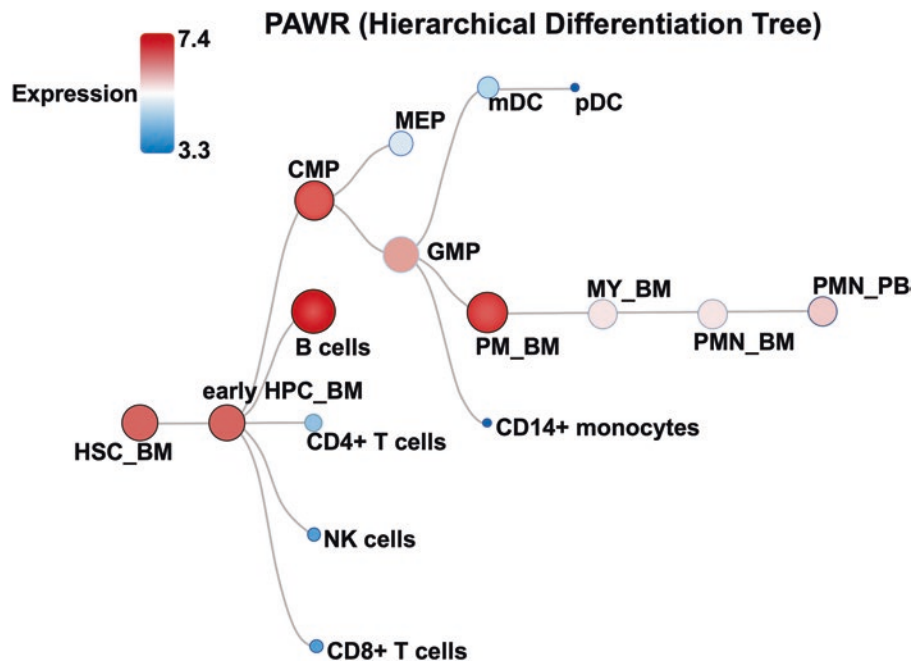 PAWR (Hierarchical Differentiation Tree)
7.4
Expression
3.3
mDC
pDC
MEP
CMP
GMP
MY_BM
PMN_PB
B cells
PM_BM
PMN_BM
early HPC_BM
HSC_BM
CD4+ T cells
CD14+ monocytes
NK cells
CD8+ T cells